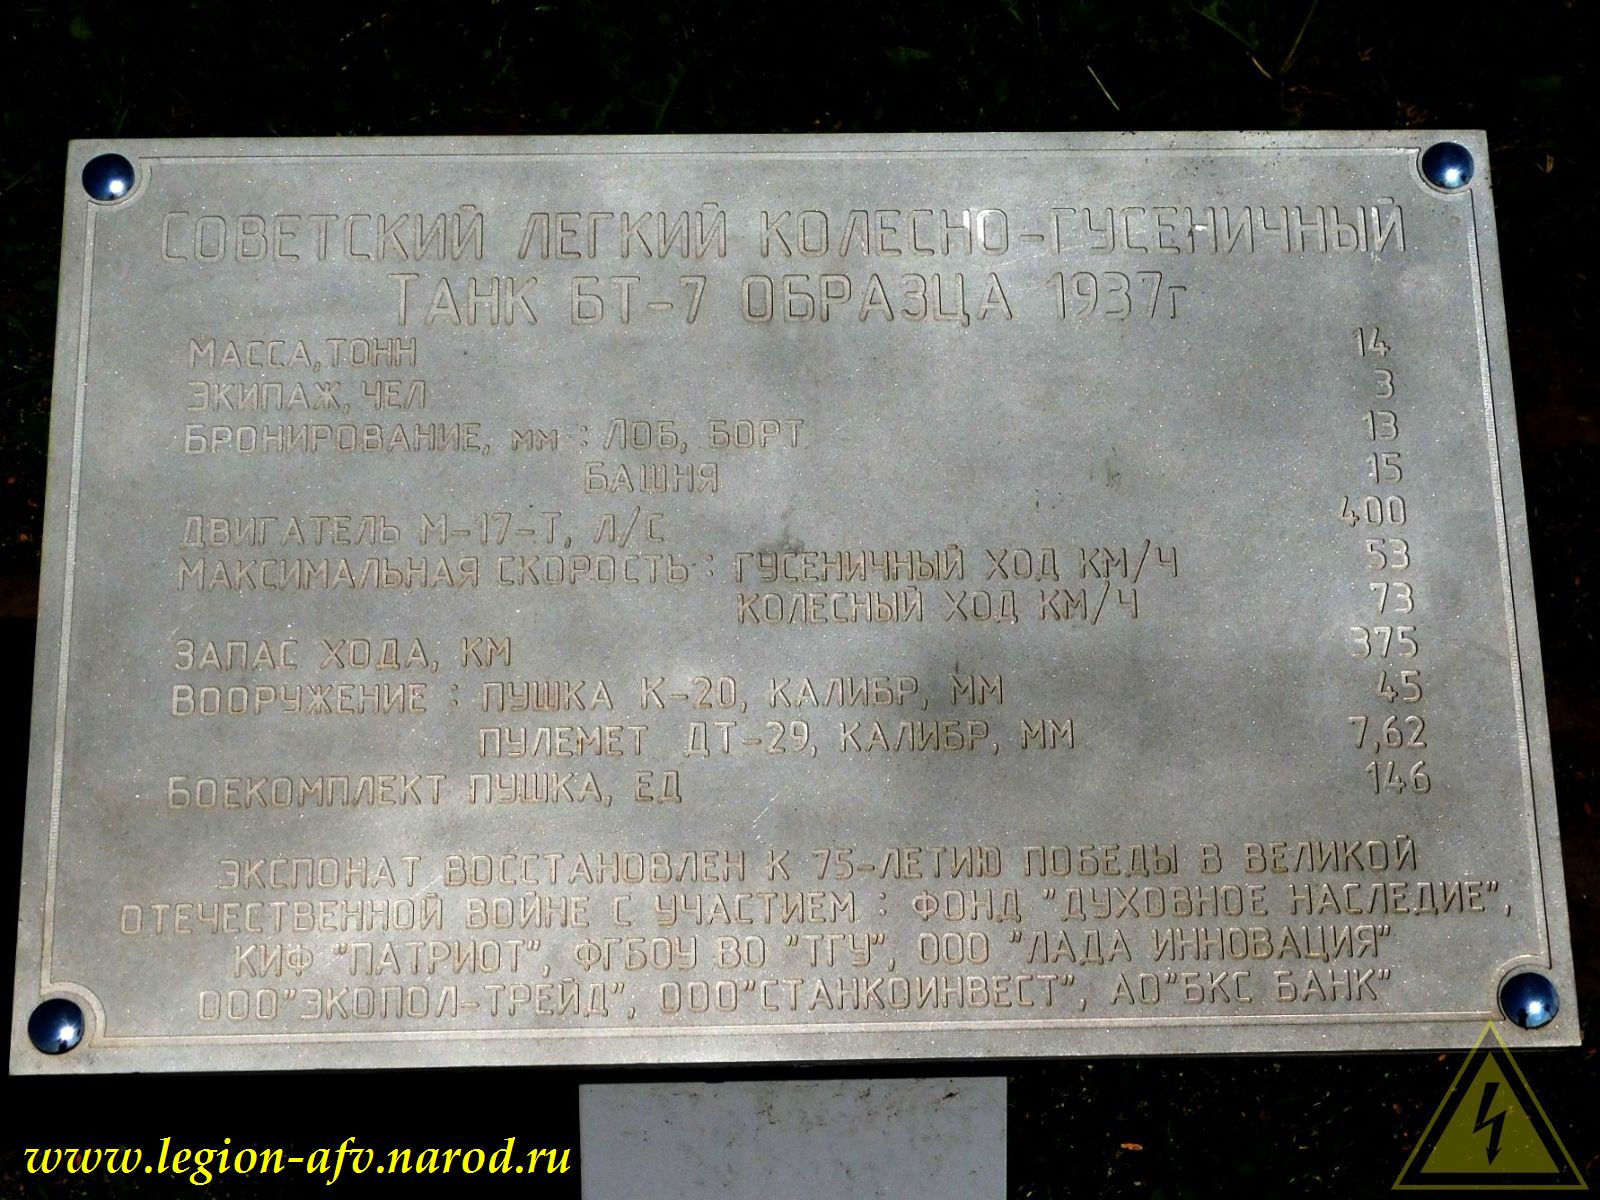 СОВЕТСКИЙ ЛЕГКИЙ КОЛЕСНО-ГУСЕНИЧНЫЙ
ТАНК БТ-7 ОБРАЗЦА 1937г
МАССА, ТОНН 14
ЭКИПАЖ, ЧЕЛ 3
БРОНИРОВАНИЕ, мм : ЛОБ, БОРТ 13
БАШНЯ 15
ДВИГАТЕЛЬ М-17-Т, Л/С 400
МАКСИМАЛЬНАЯ СКОРОСТЬ : ГУСЕНИЧНЫЙ ХОД КМ/Ч 53
КОЛЕСНЫЙ ХОД КМ/Ч 73
ЗАПАС ХОДА, КМ 375
ВООРУЖЕНИЕ : ПУШКА К-20, КАЛИБР, ММ 45
ПУЛЕМЕТ ДТ-29, КАЛИБР, ММ 7,62
БОЕКОМПЛЕКТ ПУШКА, ЕД 146
ЭКСПОНАТ ВОССТАНОВЛЕН К 75-ЛЕТИЮ ПОБЕДЫ В ВЕЛИКОЙ
ОТЕЧЕСТВЕННОЙ ВОЙНЕ С УЧАСТИЕМ : ФОНД "ДУХОВНОЕ НАСЛЕДИЕ",
КИФ "ПАТРИОТ", ФГБОУ ВО "ТГУ", ООО "ЛАДА ИННОВАЦИЯ"
ООО"ЭКОПОЛ-ТРЕЙД", ООО"СТАНКОИНВЕСТ", АО"БКС БАНК"
www.legion-afv.narod.ru